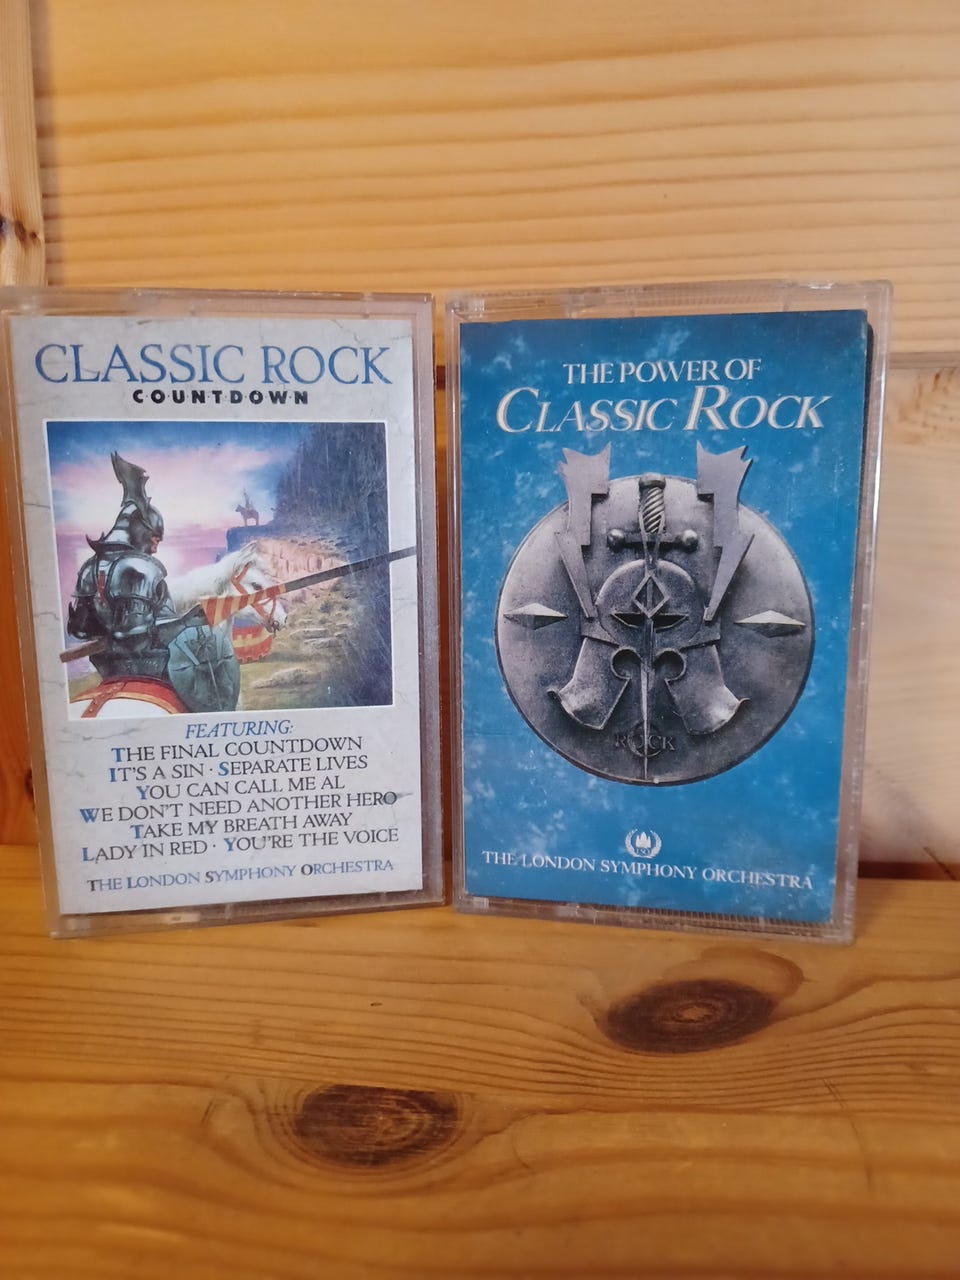 CLASSIC ROCK
COUNTDOWN
FEATURING:
THE FINAL COUNTDOWN
IT'S A SIN · SEPARATE LIVES
YOU CAN CALL ME AL
WE DON'T NEED ANOTHER HERO
TAKE MY BREATH AWAY
LADY IN RED · YOU'RE THE VOICE
THE LONDON SYMPHONY ORCHESTRA
THE POWER OF
CLASSIC ROCK
ROCK
LSO
THE LONDON SYMPHONY ORCHESTRA